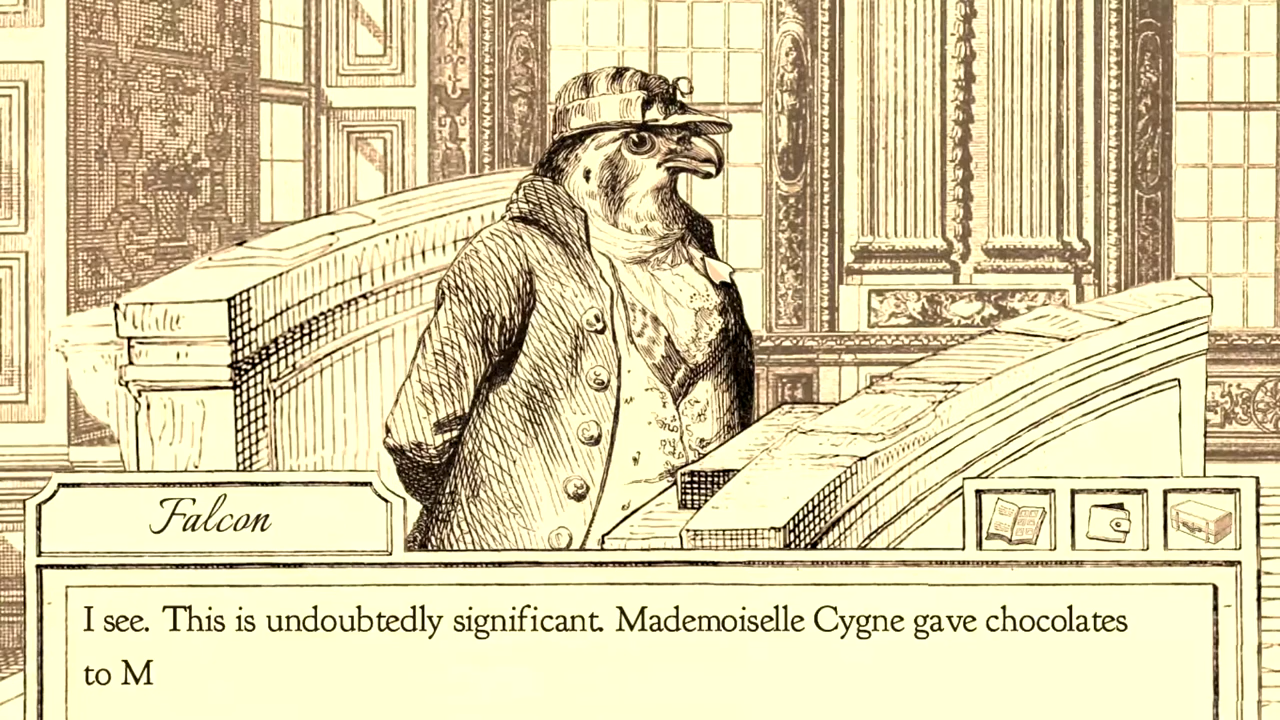 Falcon
I see. This is undoubtedly significant. Mademoiselle Cygne gave chocolates
to M